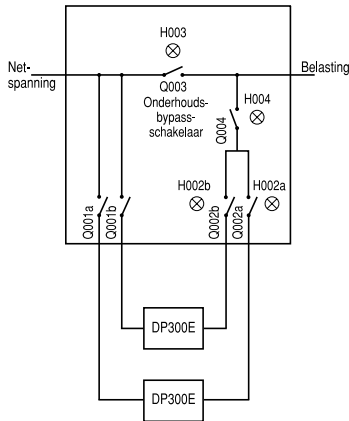 H003
Net-
spanning
Belasting
Q003
Onderhouds-
bypass-
schakelaar
H004
Q004
H002b
H002a
Q001a
Q001b
Q002b
Q002a
DP300E
DP300E